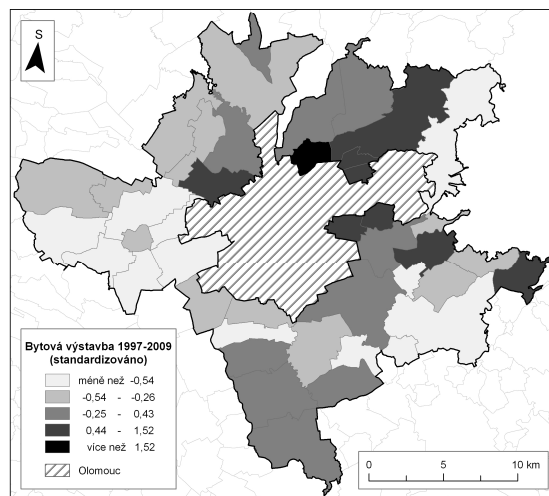 S
Bytová výstavba 1997-2009
(standardizováno)
méně než -0,54
-0,54 - -0,26
-0,25 - 0,43
0,44 - 1,52
více než 1,52
Olomouc
0 5 10 km